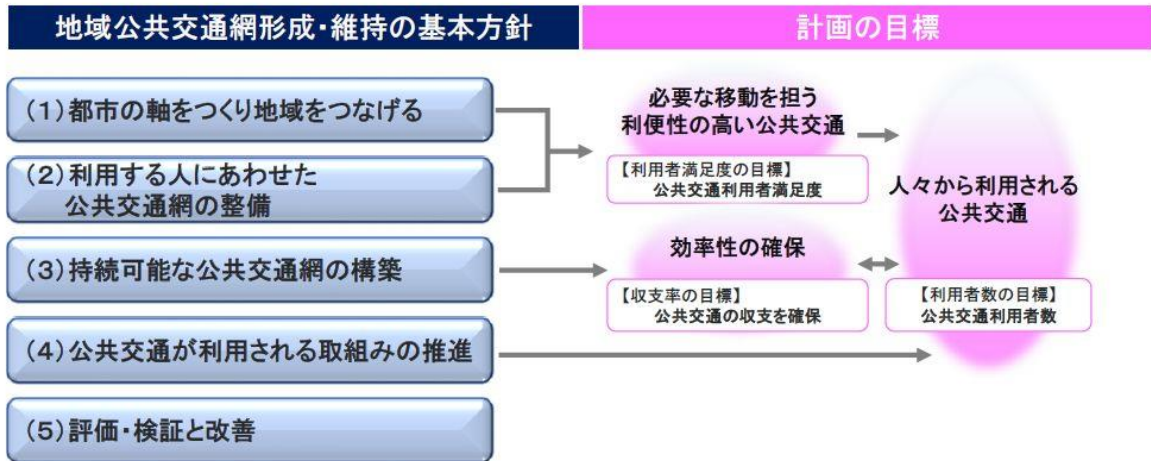 地域公共交通網形成・維持の基本方針
計画の目標
（１）都市の軸をつくり地域をつなげる
（２）利用する人にあわせた
公共交通網の整備
（３）持続可能な公共交通網の構築
（４）公共交通が利用される取組みの推進
（５）評価・検証と改善
必要な移動を担う
利便性の高い公共交通
【利用者満足度の目標】
公共交通利用者満足度
効率性の確保
【収支率の目標】
公共交通の収支を確保
人々から利用される
公共交通
【利用者数の目標】
公共交通利用者数